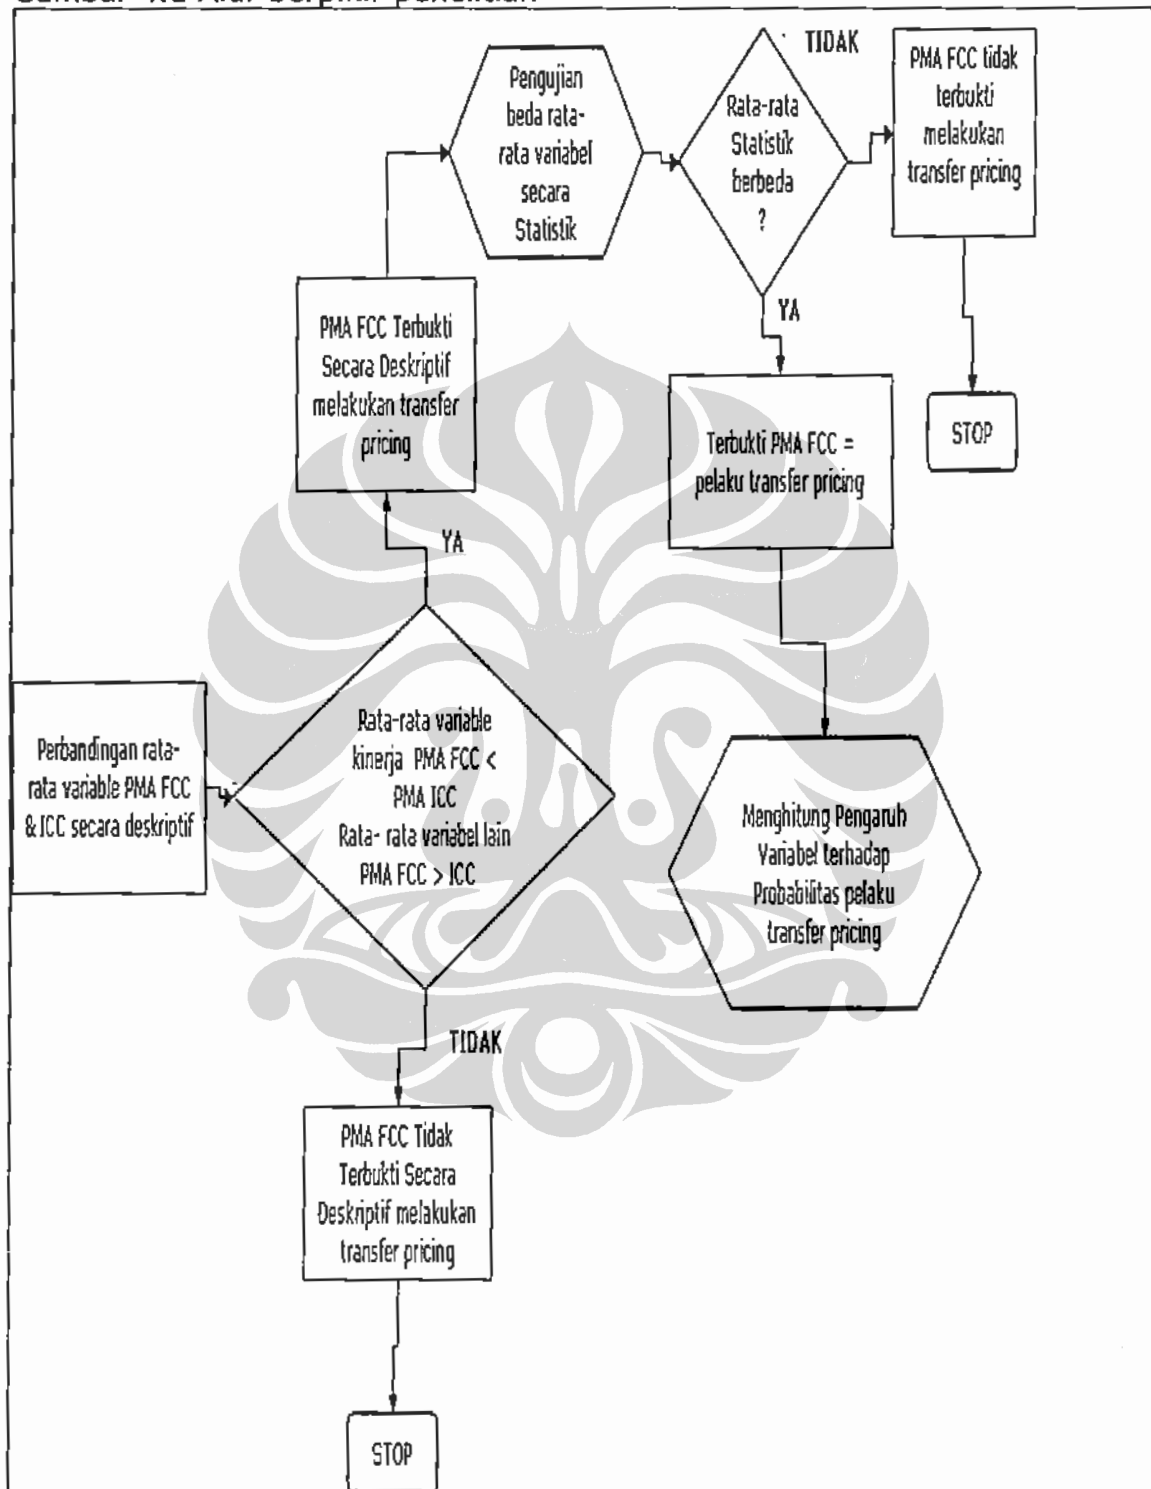 Alur berpikir penelitian
TIDAK
Pengujian
beda rata-
rata variabel
secara
Statistik
Rata-rata
Statistik
berbeda
?
PMA FCC tidak
terbukti
melakukan
transfer pricing
YA
STOP
PMA FCC Terbukti
Secara Deskriptif
melakukan transfer
pricing
Terbukti PMA FCC =
pelaku transfer pricing
YA
Perbandingan rata-
rata variable PMA FCC
& ICC secara deskriptif
Rata-rata variable
kinerja PMA FCC <
PMA ICC
Rata- rata variabel lain
PMA FCC > ICC
Menghitung Pengaruh
Variabel terhadap
Probabilitas pelaku
transfer pricing
TIDAK
PMA FCC Tidak
Terbukti Secara
Deskriptif melakukan
transfer pricing
STOP